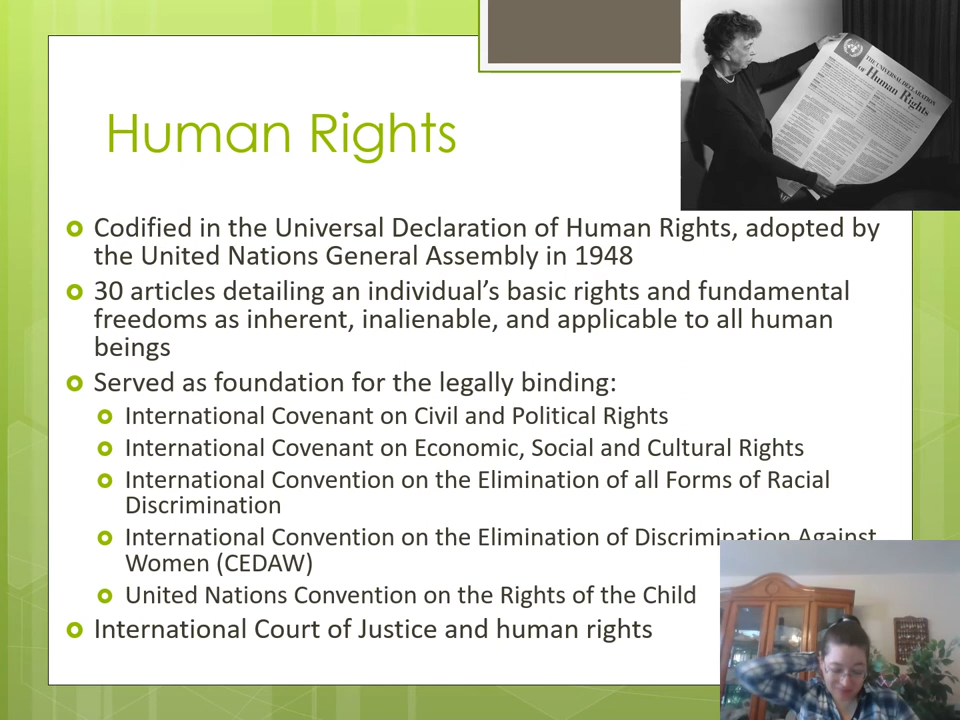 THE UNIVERSAL DECLARATION
OF Human Rights
Human Rights
Codified in the Universal Declaration of Human Rights, adopted by
the United Nations General Assembly in 1948
30 articles detailing an individual’s basic rights and fundamental
freedoms as inherent, inalienable, and applicable to all human
beings
Served as foundation for the legally binding:
International Covenant on Civil and Political Rights
International Covenant on Economic, Social and Cultural Rights
International Convention on the Elimination of all Forms of Racial
Discrimination
International Convention on the Elimination of Discrimination Against
Women (CEDAW)
United Nations Convention on the Rights of the Child
International Court of Justice and human rights